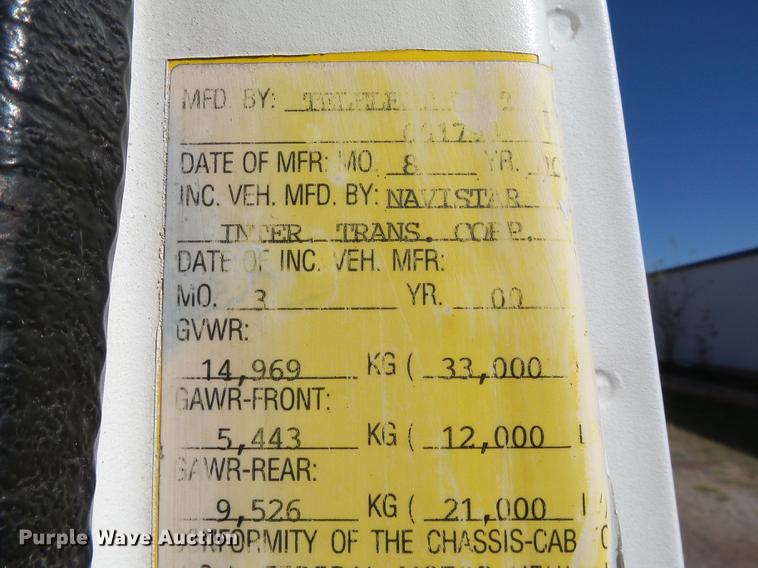 MFD. BY:
DATE OF MFR: MO. 8 YR.
INC. VEH. MFD. BY: NAVISTAR
INTER. TRANS. CORP.
DATE OF INC. VEH. MFR:
MO. 3 YR. 00
GVWR:
14,969 KG ( 33,000
GAWR-FRONT:
5,443 KG ( 12,000 L
GAWR-REAR:
9,526 KG ( 21,000 L
CONFORMITY OF THE CHASSIS-CAB
Purple Wave Auction